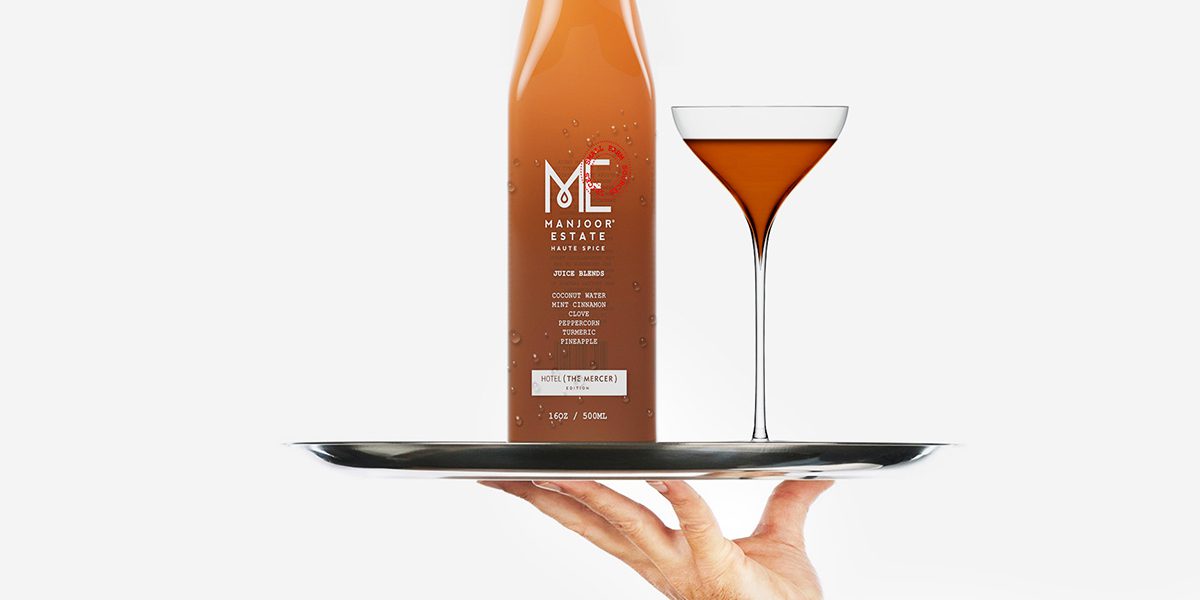 ME
MANJOOR®
ESTATE
HAUTE SPICE
JUICE BLENDS
COCONUT WATER
MINT CINNAMON
CLOVE
PEPPERCORN
TURMERIC
PINEAPPLE
HOTEL (THE MERCER)
EDITION
16OZ / 500ML